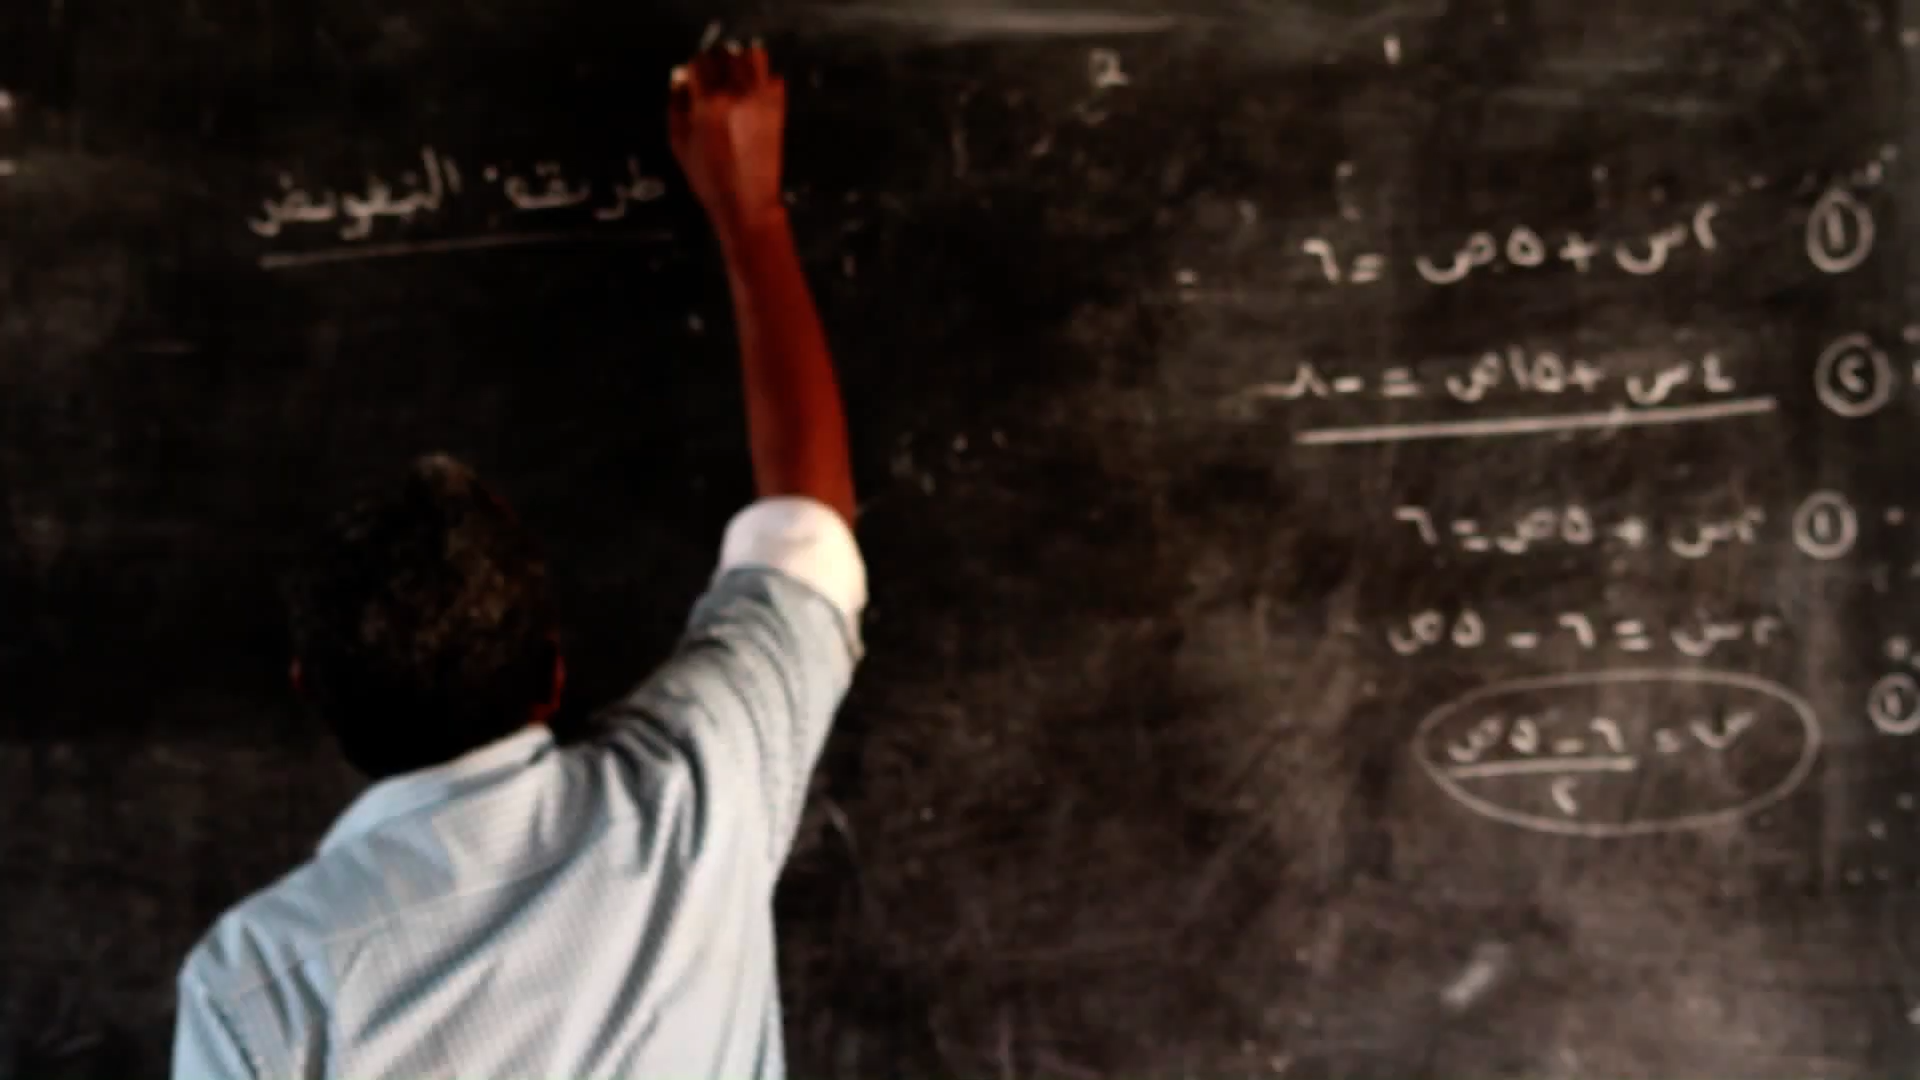 طريقة التعويض
① ٢س + ٥ص = ٦
② ٤س + ١٥ص = -٨
① ٢س + ٥ص = ٦
٢س = ٦ - ٥ص
س = ٦ - ٥ص
٢